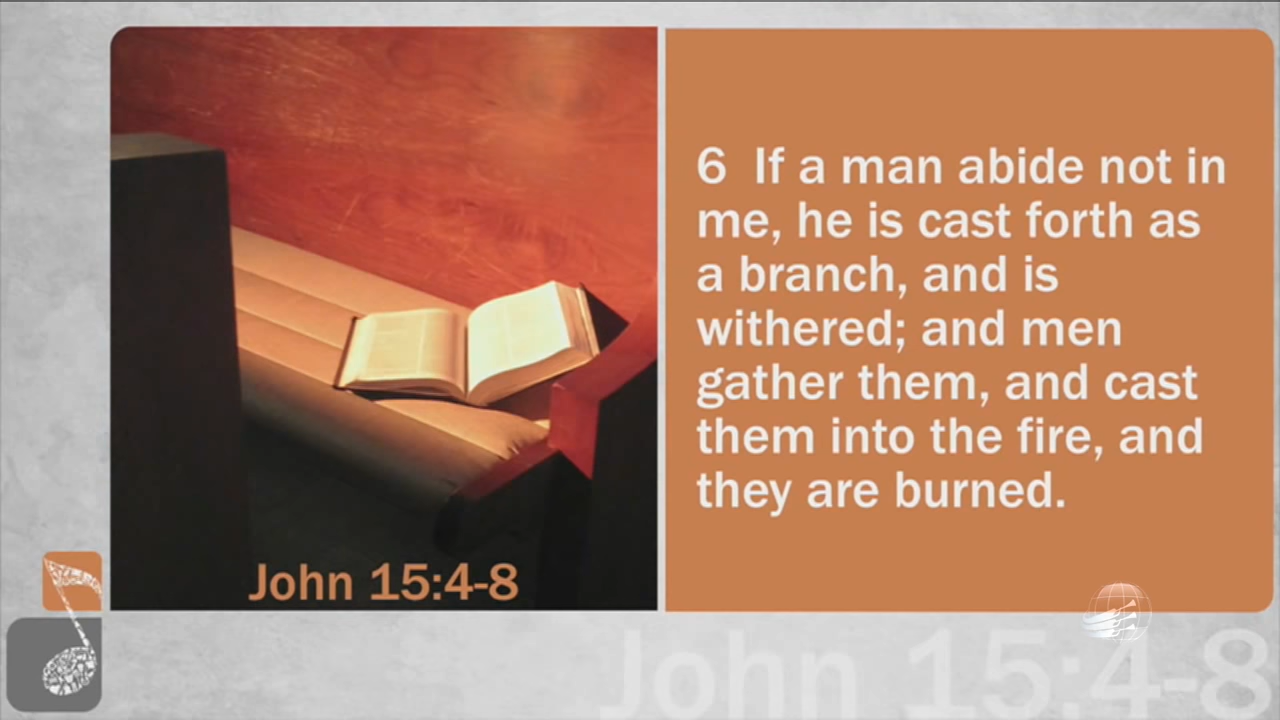 6 If a man abide not in
me, he is cast forth as
a branch, and is
withered; and men
gather them, and cast
them into the fire, and
they are burned.
John 15:4-8
John 15:4-8